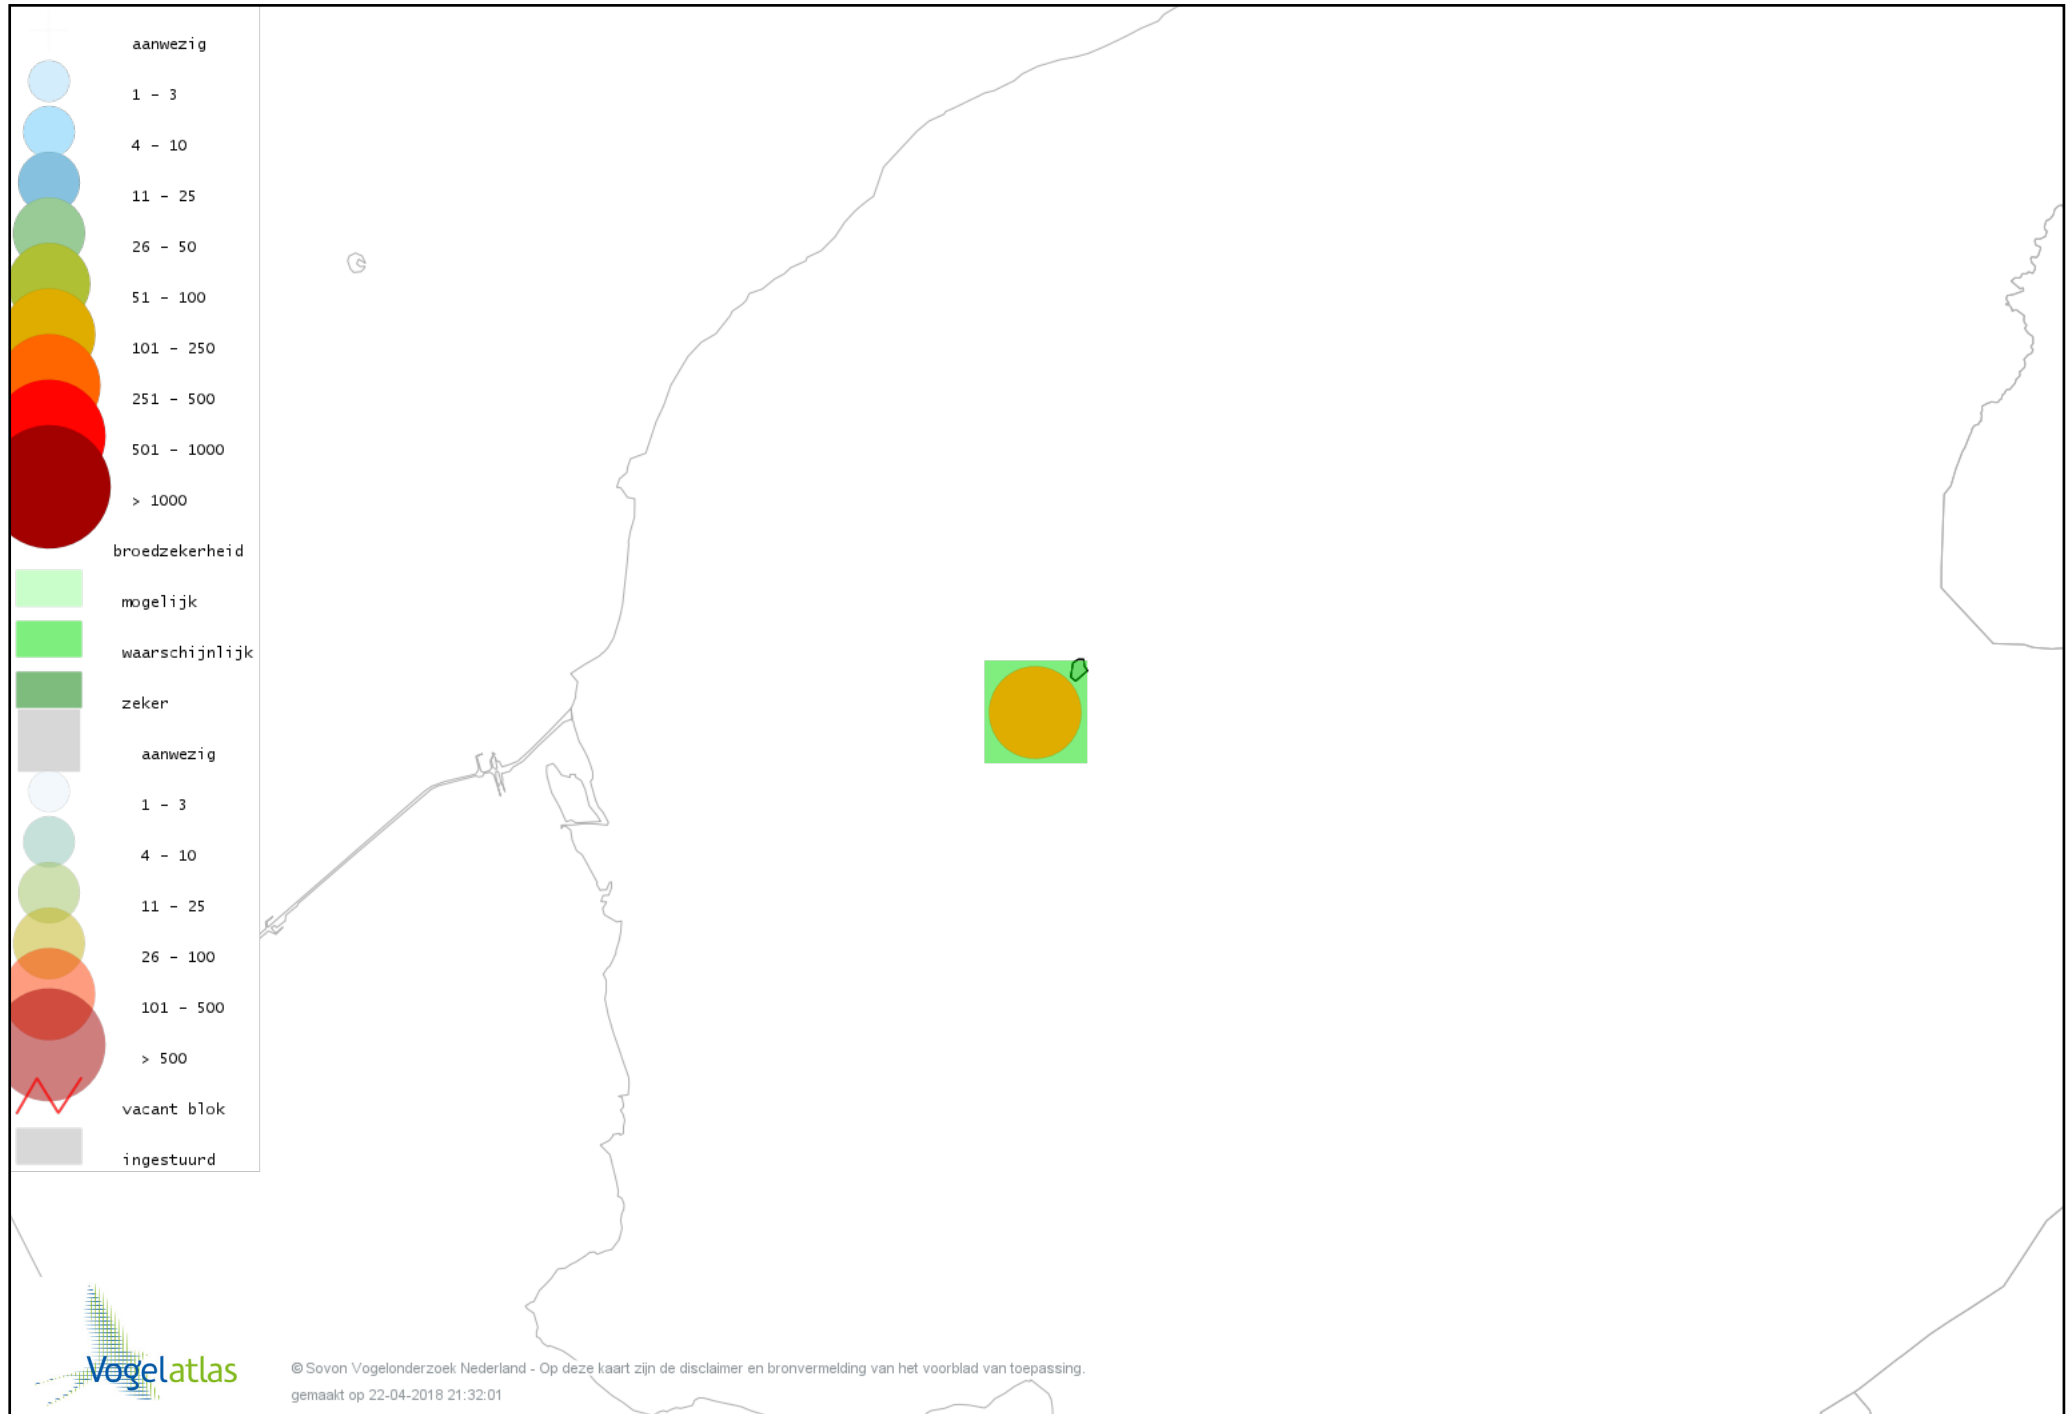 aanwezig
1 - 3
4 - 10
11 - 25
26 - 50
51 - 100
101 - 250
251 - 500
501 - 1000
> 1000
broedzekerheid
mogelijk
waarschijnlijk
zeker
aanwezig
1 - 3
4 - 10
11 - 25
26 - 100
101 - 500
> 500
vacant blok
ingestuurd
Vogelatlas
© Sovon Vogelonderzoek Nederland - Op deze kaart zijn de disclaimer en bronvermelding van het voorblad van toepassing.
gemaakt op 22-04-2018 21:32:01